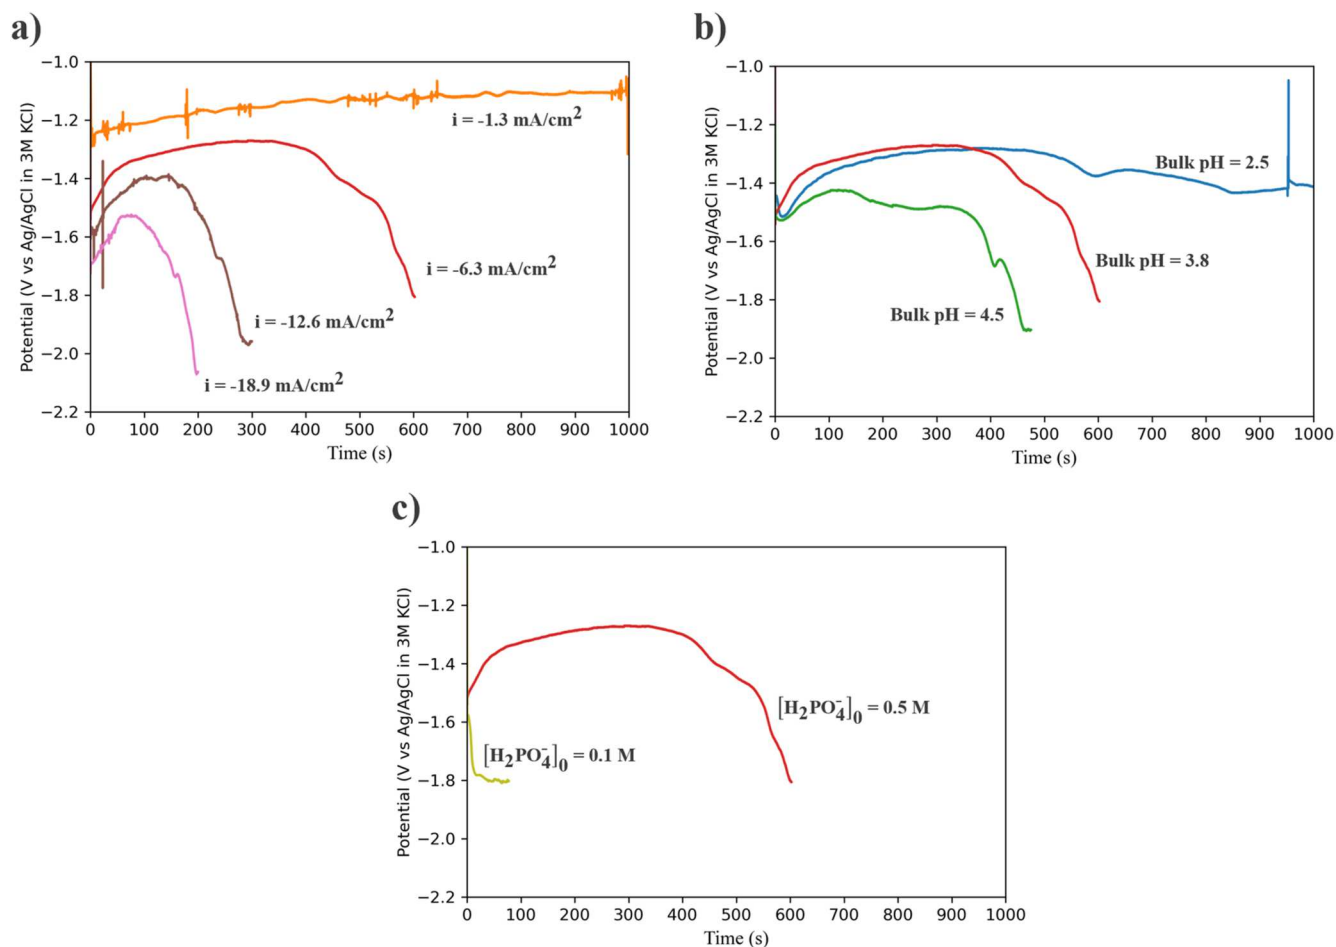 a)
−1.0
−1.2
−1.4
−1.6
−1.8
−2.0
−2.2
Potential (V vs Ag/AgCl in 3M KCl)
i = -1.3 mA/cm²
i = -6.3 mA/cm²
i = -12.6 mA/cm²
i = -18.9 mA/cm²
0 100 200 300 400 500 600 700 800 900 1000
Time (s)
b)
−1.0
−1.2
−1.4
−1.6
−1.8
−2.0
−2.2
Potential (V vs Ag/AgCl in 3M KCl)
Bulk pH = 2.5
Bulk pH = 3.8
Bulk pH = 4.5
0 100 200 300 400 500 600 700 800 900 1000
Time (s)
c)
−1.0
−1.2
−1.4
−1.6
−1.8
−2.0
−2.2
Potential (V vs Ag/AgCl in 3M KCl)
[H₂PO₄⁻]₀ = 0.5 M
[H₂PO₄⁻]₀ = 0.1 M
0 100 200 300 400 500 600 700 800 900 1000
Time (s)